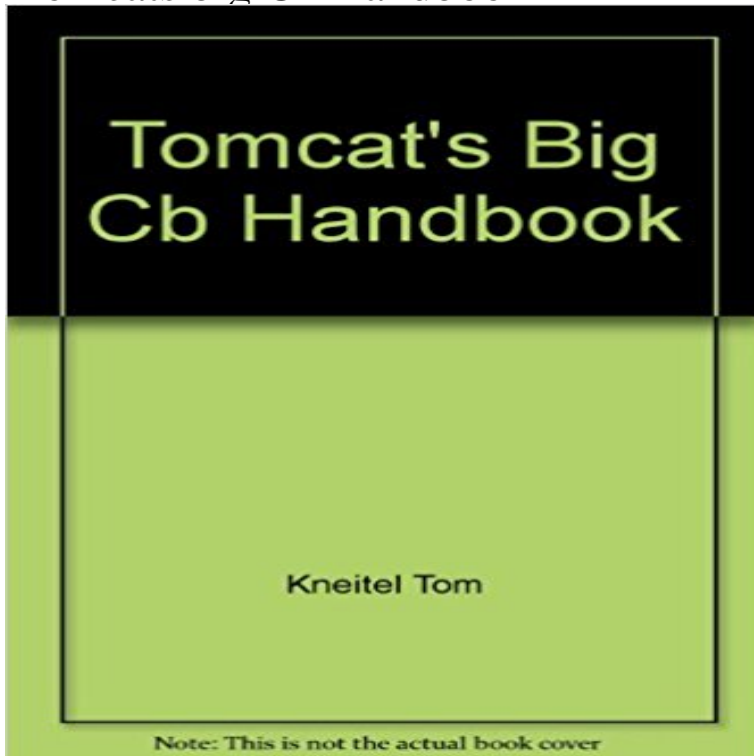 Tomcat's Big
Cb Handbook
Kneitel Tom
Note: This is not the actual book cover